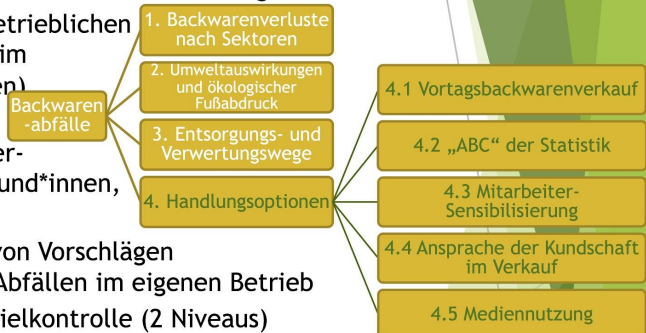 etrieblichen
im
en)
er-
und*innen,
von Vorschlägen
Abfällen im eigenen Betrieb
ielkontrolle (2 Niveaus)
Backwaren
-abfälle
1. Backwarenverluste
nach Sektoren
2. Umweltauswirkungen
und ökologischer
Fußabdruck
3. Entsorgungs- und
Verwertungswege
4. Handlungsoptionen
4.1 Vortagsbackwarenverkauf
4.2 „ABC“ der Statistik
4.3 Mitarbeiter-
Sensibilisierung
4.4 Ansprache der Kundschaft
im Verkauf
4.5 Mediennutzung